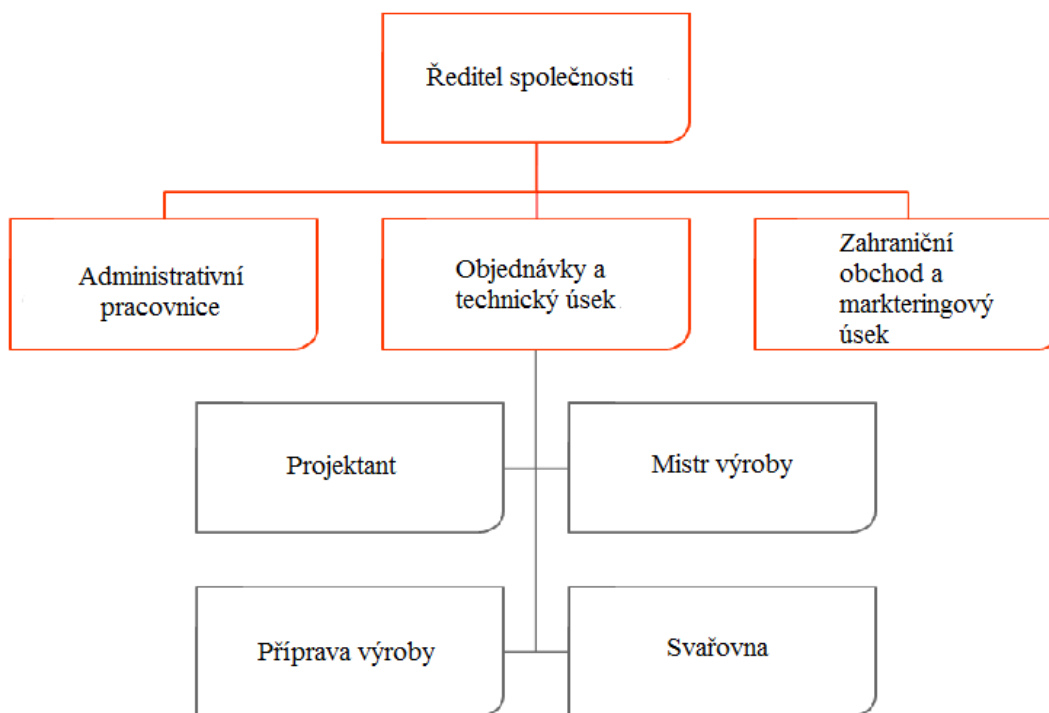 Ředitel společnosti
Administrativní
pracovnice
Objednávky a
technický úsek
Zahraniční
obchod a
markteringový
úsek
Projektant
Mistr výroby
Příprava výroby
Svařovna